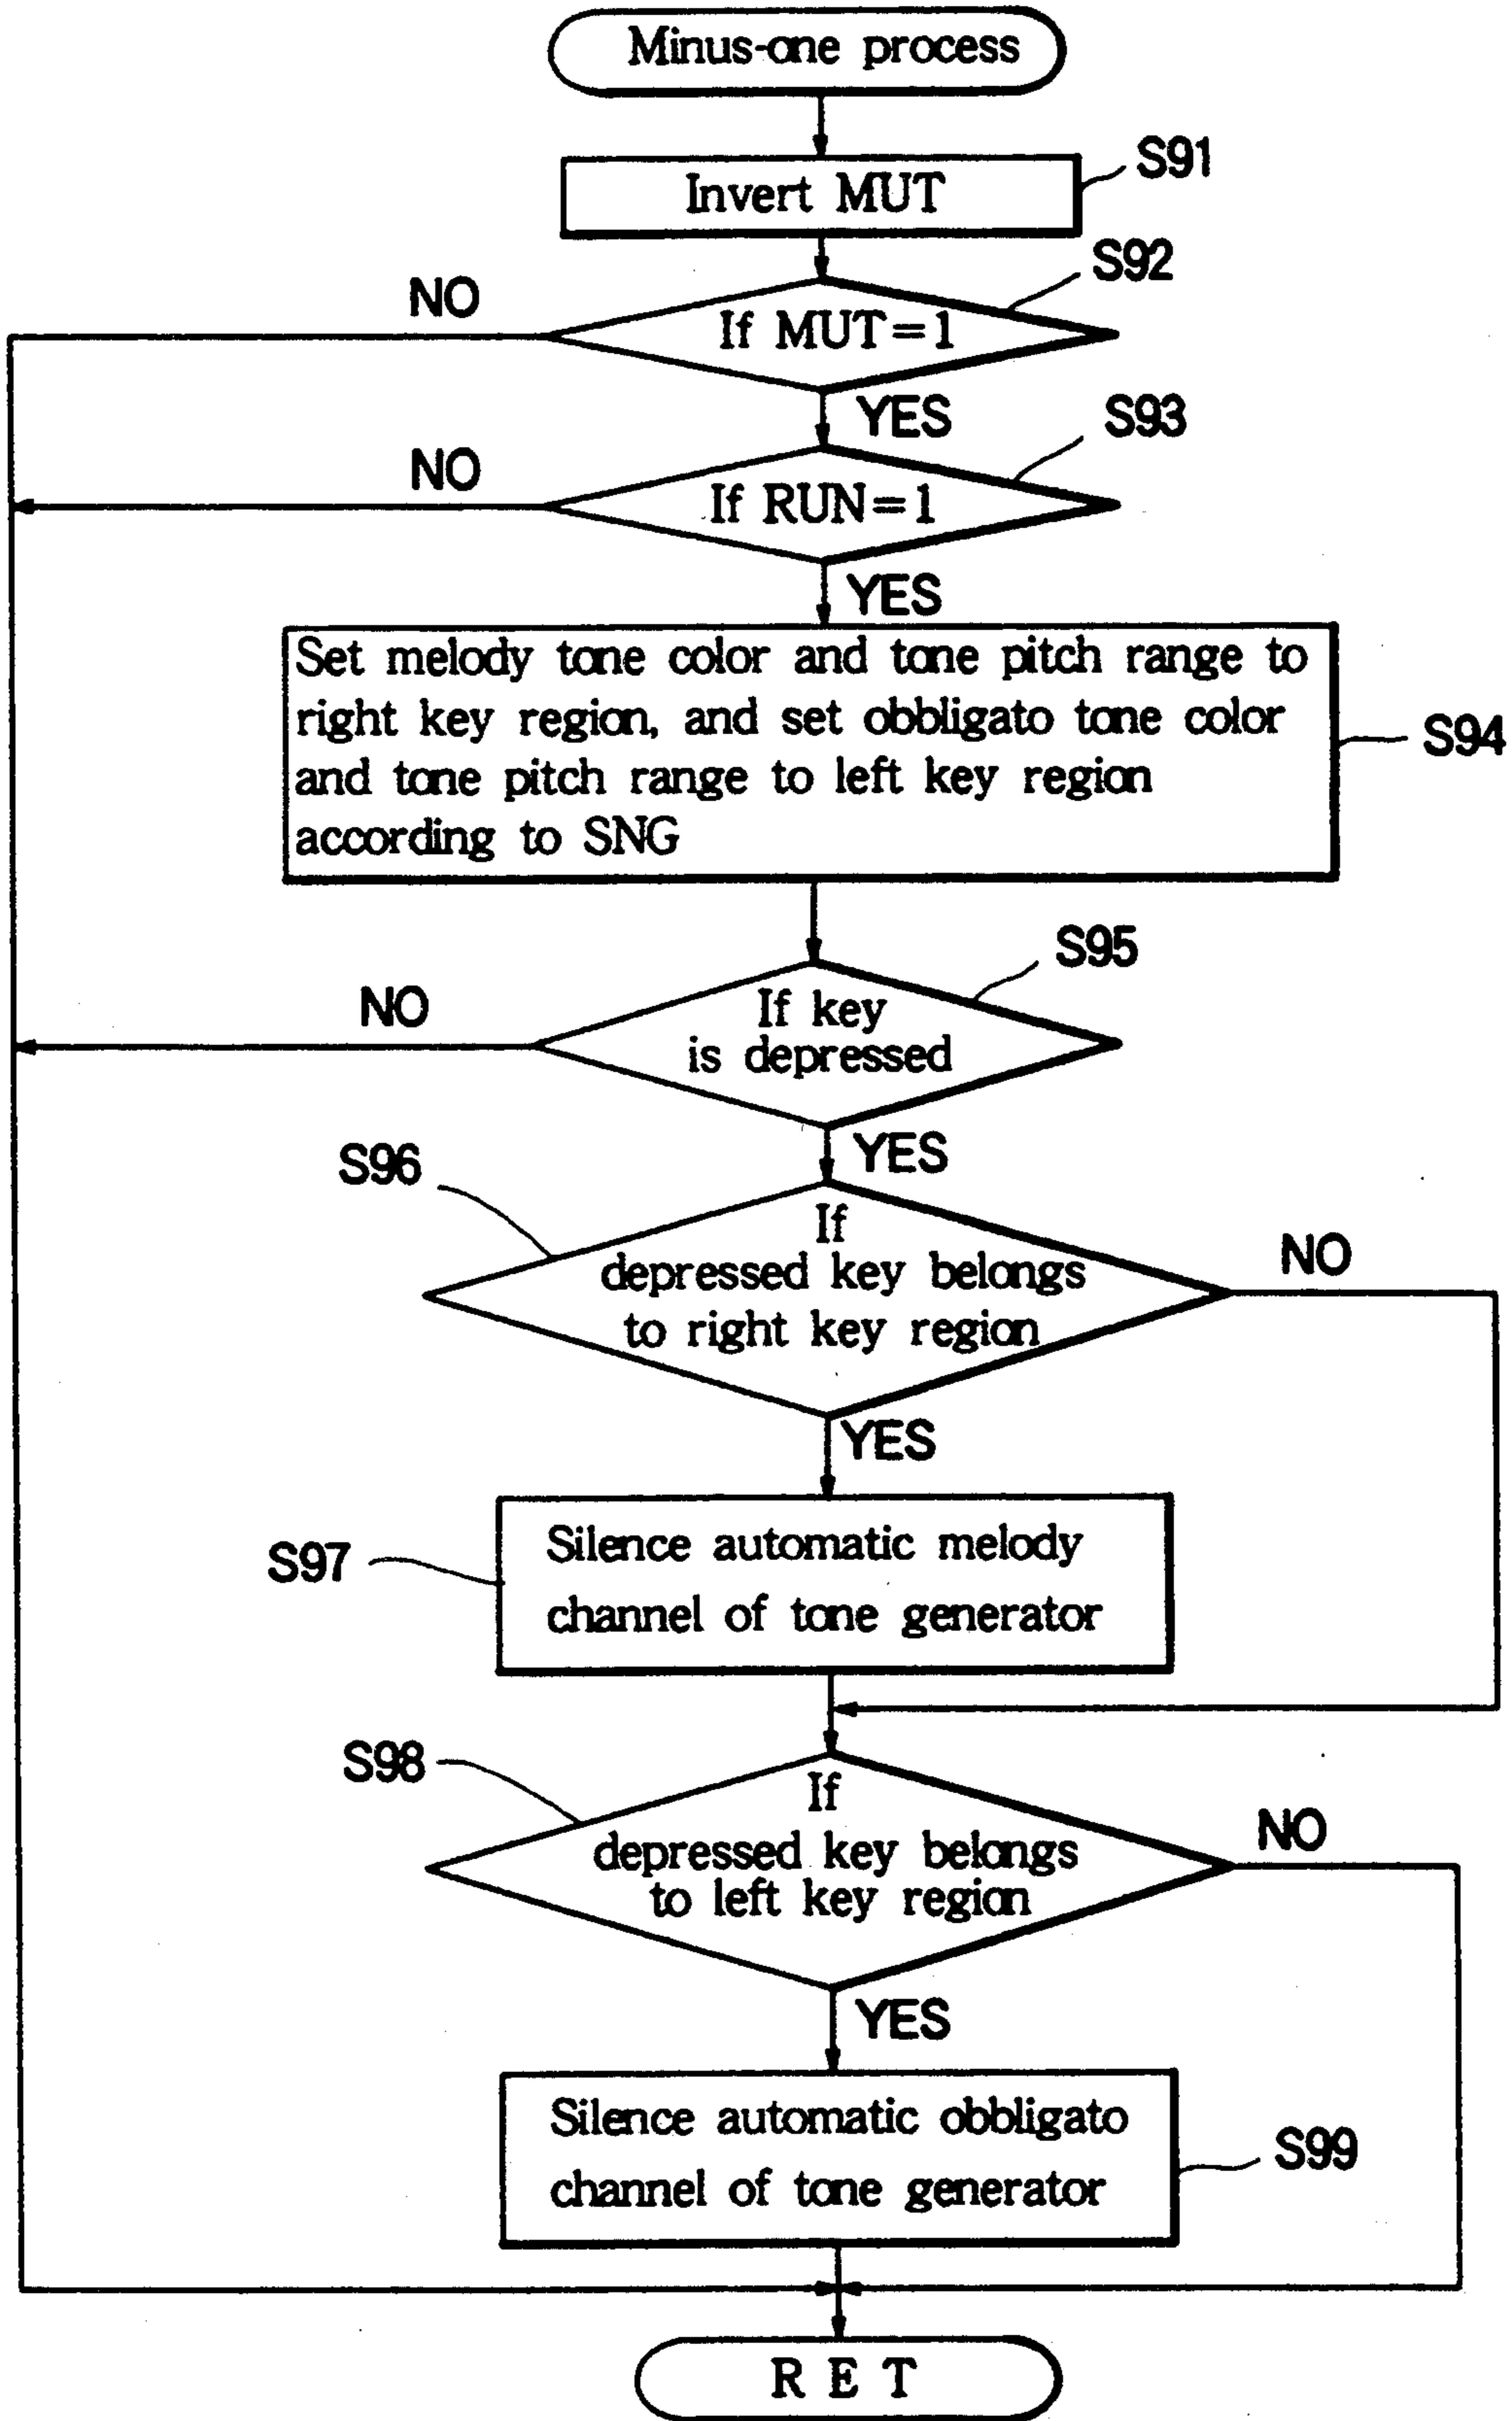 Minus-one process
S91
Invert MUT
S92
NO
If MUT=1
YES
S93
NO
If RUN=1
YES
Set melody tone color and tone pitch range to
right key region, and set obbligato tone color
and tone pitch range to left key region
according to SNG
S94
S95
NO
If key
is depressed
YES
S96
If
depressed key belongs
to right key region
NO
YES
S97
Silence automatic melody
channel of tone generator
S98
If
depressed key belongs
to left key region
NO
YES
Silence automatic obbligato
channel of tone generator
S99
R E T